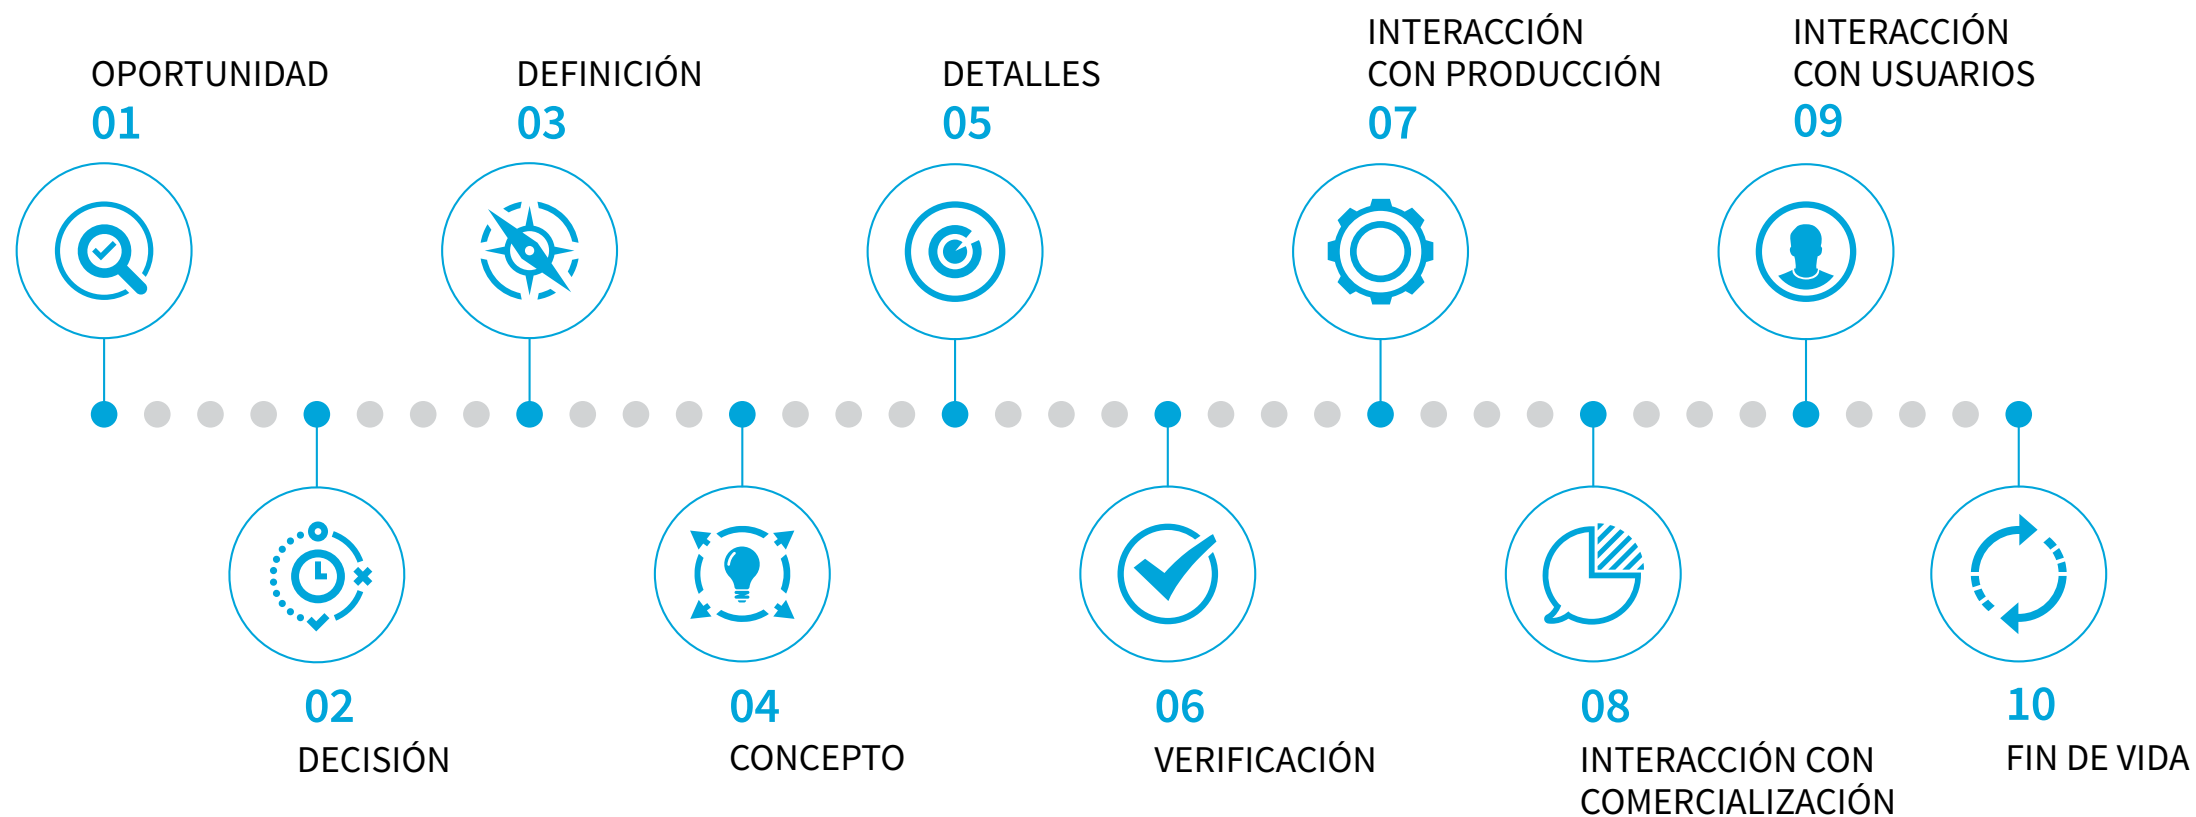 OPORTUNIDAD
01
02
DECISIÓN
DEFINICIÓN
03
04
CONCEPTO
DETALLES
05
06
VERIFICACIÓN
INTERACCIÓN
CON PRODUCCIÓN
07
08
INTERACCIÓN CON
COMERCIALIZACIÓN
INTERACCIÓN
CON USUARIOS
09
10
FIN DE VIDA